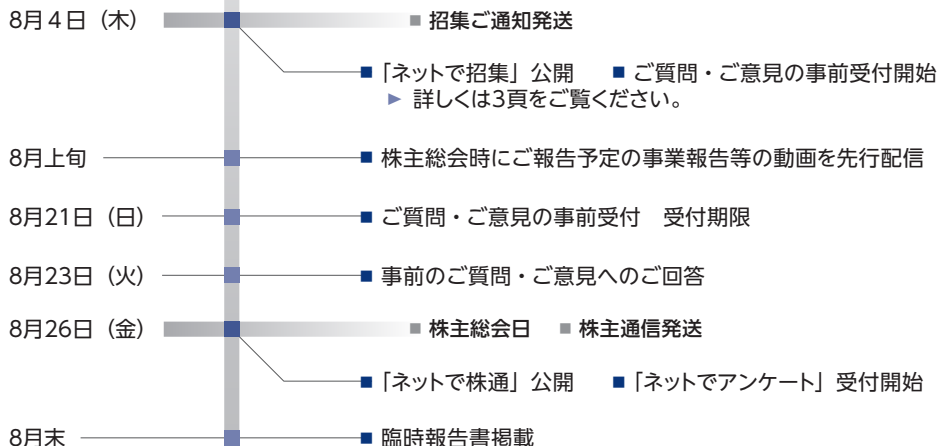 8月4日（木） ■ 招集ご通知発送
■「ネットで招集」公開 ■ ご質問・ご意見の事前受付開始
▶ 詳しくは3頁をご覧ください。
8月上旬 ■ 株主総会時にご報告予定の事業報告等の動画を先行配信
8月21日（日） ■ ご質問・ご意見の事前受付　受付期限
8月23日（火） ■ 事前のご質問・ご意見へのご回答
8月26日（金） ■ 株主総会日 ■ 株主通信発送
■「ネットで株通」公開 ■「ネットでアンケート」受付開始
8月末 ■ 臨時報告書掲載